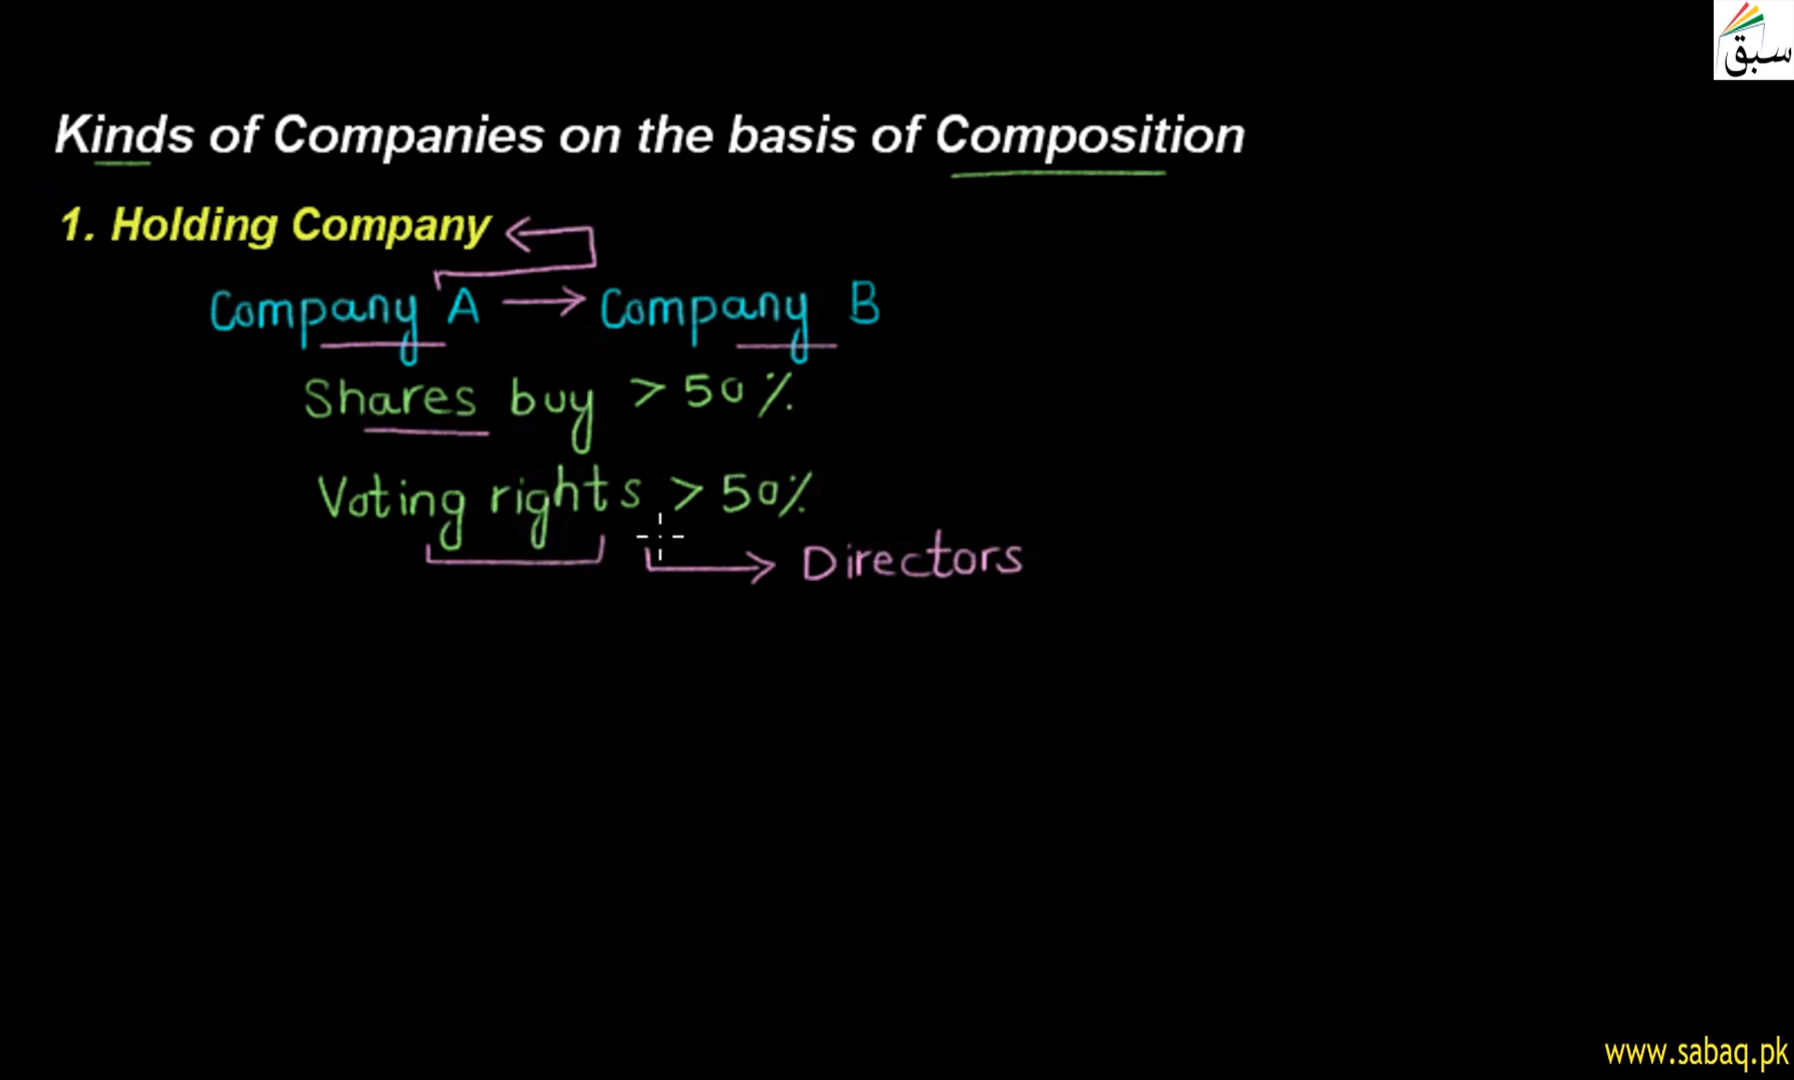 سبق
Kinds of Companies on the basis of Composition
1. Holding Company
Company A → Company B
Shares buy > 50%
Voting rights > 50%
Directors
www.sabaq.pk